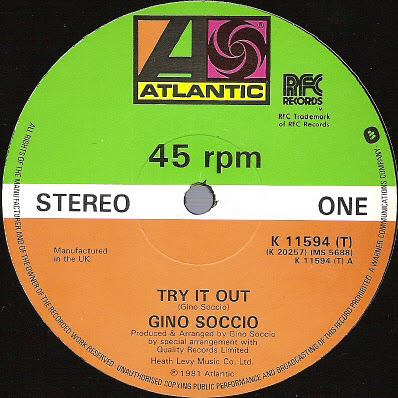 ATLANTIC
RFC
RECORDS
RFC Trademark
of RFC Records
45 rpm
STEREO
ONE
K 11594 (T)
(K 20257) (MS 5688)
K 11594 (T) A
Manufactured
in the UK
TRY IT OUT
(Gino Soccio)
GINO SOCCIO
Produced & Arranged by Gino Soccio
by special arrangement with
Quality Records Limited
Heath Levy Music Co. Ltd.
℗ 1981 Atlantic
ALL RIGHTS OF THE MANUFACTURER AND OF THE OWNER OF THE RECORDED WORK RESERVED. UNAUTHORISED COPYING PUBLIC PERFORMANCE AND BROADCASTING OF THIS RECORD PROHIBITED. A WARNER COMMUNICATIONS COMPANY.